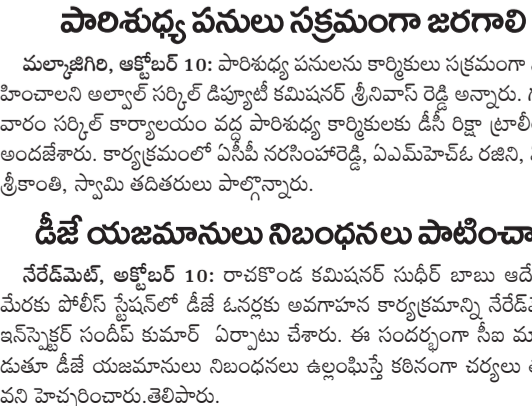 పారిశుధ్య పనులు సక్రమంగా జరగాలి
మల్కాజిగిరి, ఆక్టోబర్ 10: పారిశుధ్య పనులను కార్మికులు సక్రమంగా
హించాలని అల్వాల్ సర్కిల్ డిప్యూటీ కమిషనర్ శ్రీనివాస్ రెడ్డి అన్నారు.
వారం సర్కిల్ కార్యాలయం వద్ద పారిశుధ్య కార్మికులకు డీసీ రిక్షా ట్రాలీ
అందజేశారు. కార్యక్రమంలో ఏసీపీ నరసింహారెడ్డి, ఏఎమ్‌హెచ్‌ఓ రజిని,
శ్రీకాంతి, స్వామి తదితరులు పాల్గొన్నారు.
డీజే యజమానులు నిబంధనలు పాటించా
నేరేడ్‌మెట్, అక్టోబర్ 10: రాచకొండ కమిషనర్ సుధీర్ బాబు ఆదే
మేరకు పోలీస్ స్టేషన్‌లో డీజే ఓనర్లకు అవగాహన కార్యక్రమాన్ని నేరేడ్‌
ఇన్‌స్పెక్టర్ సందీప్ కుమార్ ఏర్పాటు చేశారు. ఈ సందర్భంగా సీఐ మా
డుతూ డీజే యజమానులు నిబంధనలు ఉల్లంఘిస్తే కఠినంగా చర్యలు
వని హెచ్చరించారు.తెలిపారు.